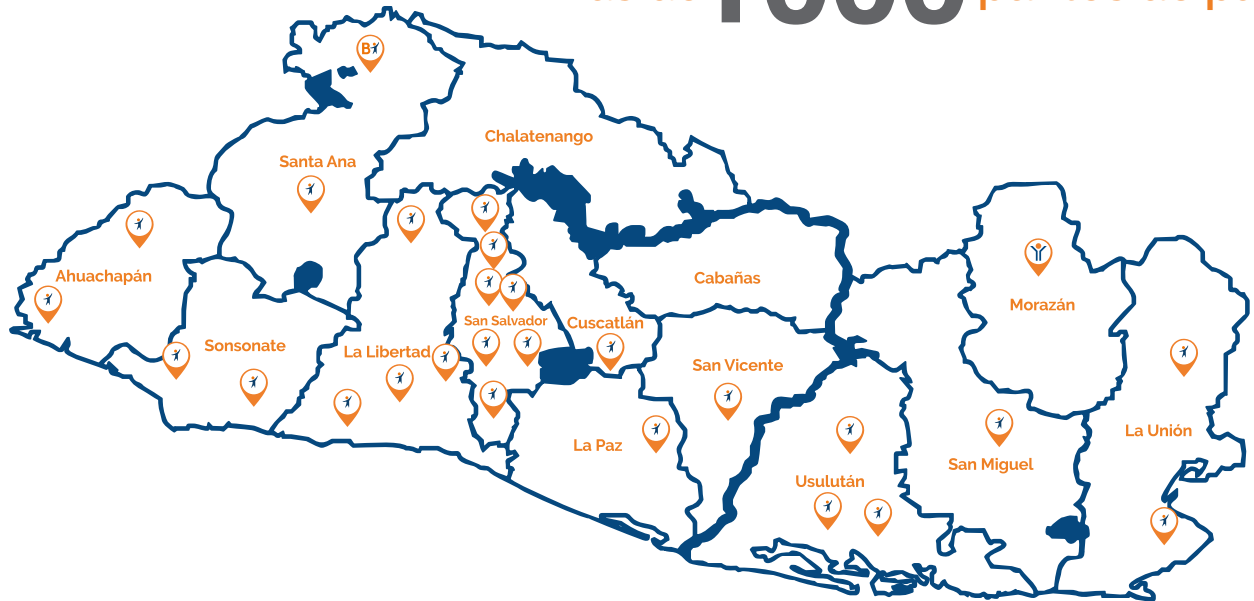 1000
B
Chalatenango
Santa Ana
Ahuachapán
Cabañas
Morazán
San Salvador
Cuscatlán
Sonsonate
La Libertad
San Vicente
La Unión
La Paz
San Miguel
Usulután